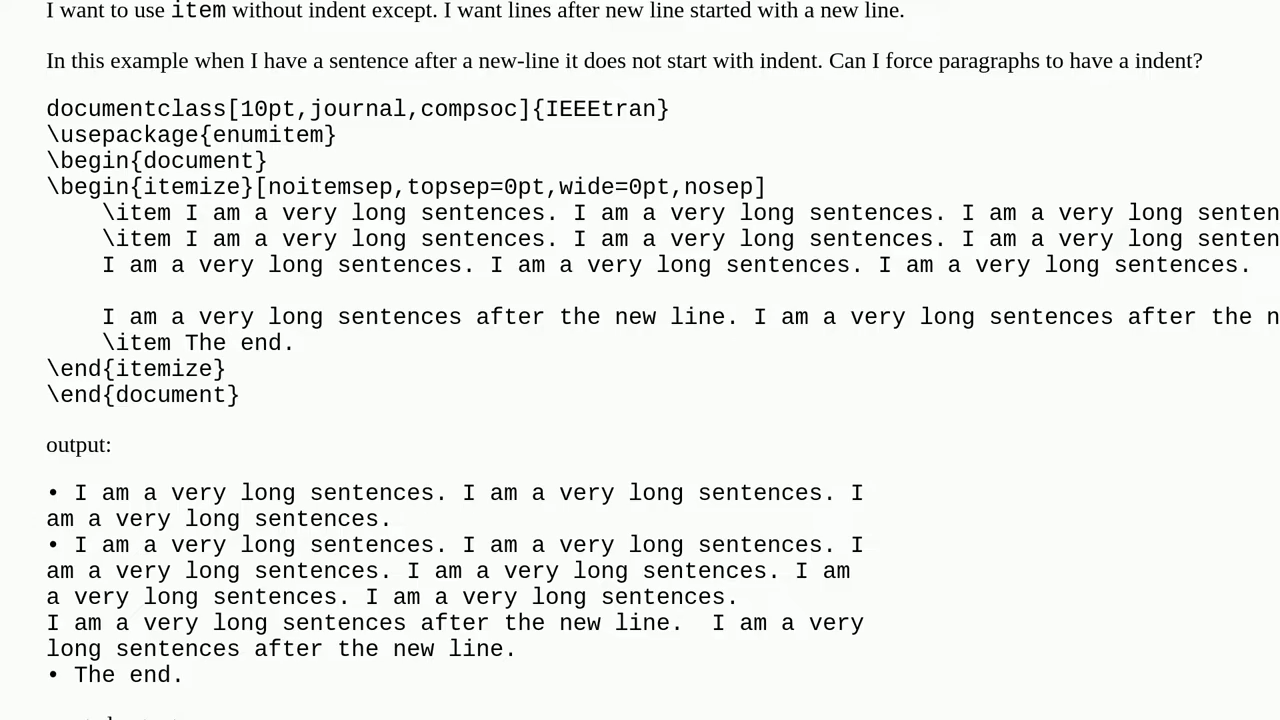 I want to use item without indent except. I want lines after new line started with a new line.
In this example when I have a sentence after a new-line it does not start with indent. Can I force paragraphs to have a indent?
documentclass[10pt,journal,compsoc]{IEEEtran}
\usepackage{enumitem}
\begin{document}
\begin{itemize}[noitemsep,topsep=0pt,wide=0pt,nosep]
    \item I am a very long sentences. I am a very long sentences. I am a very long senten
    \item I am a very long sentences. I am a very long sentences. I am a very long senten
    I am a very long sentences. I am a very long sentences. I am a very long sentences.
    I am a very long sentences after the new line. I am a very long sentences after the n
    \item The end.
\end{itemize}
\end{document}
output:
• I am a very long sentences. I am a very long sentences. I
am a very long sentences.
• I am a very long sentences. I am a very long sentences. I
am a very long sentences. I am a very long sentences. I am
a very long sentences. I am a very long sentences.
I am a very long sentences after the new line.  I am a very
long sentences after the new line.
• The end.